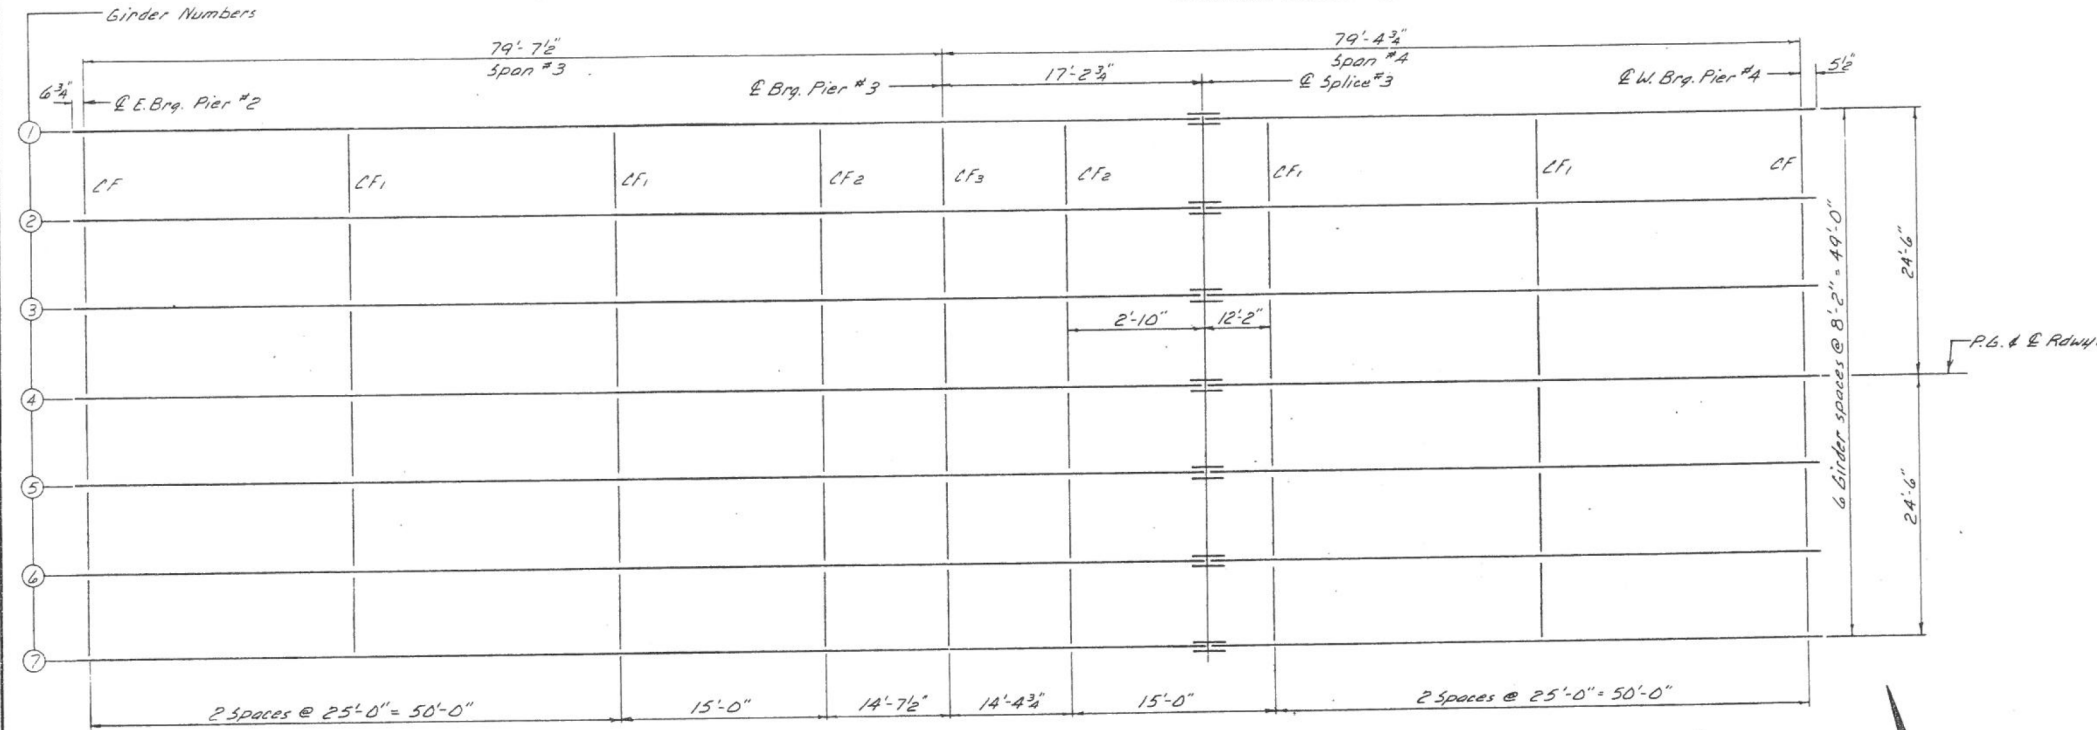 Girder Numbers
79'-7½"
Span #3
79'-4¾"
Span #4
17'-2¾"
6¾"
℄ E. Brg. Pier #2
℄ Brg. Pier #3
℄ Splice #3
℄ W. Brg. Pier #4
5½"
1
CF
CF1
CF1
CF2
CF3
CF2
CF1
CF1
CF
2
3
2'-10"
12'-2"
6 Girder spaces @ 8'-2" = 49'-0"
24'-6"
P.G. & ℄ Rdwy.
4
5
24'-6"
6
7
2 Spaces @ 25'-0" = 50'-0"
15'-0"
14'-7½"
14'-4¾"
15'-0"
2 Spaces @ 25'-0" = 50'-0"